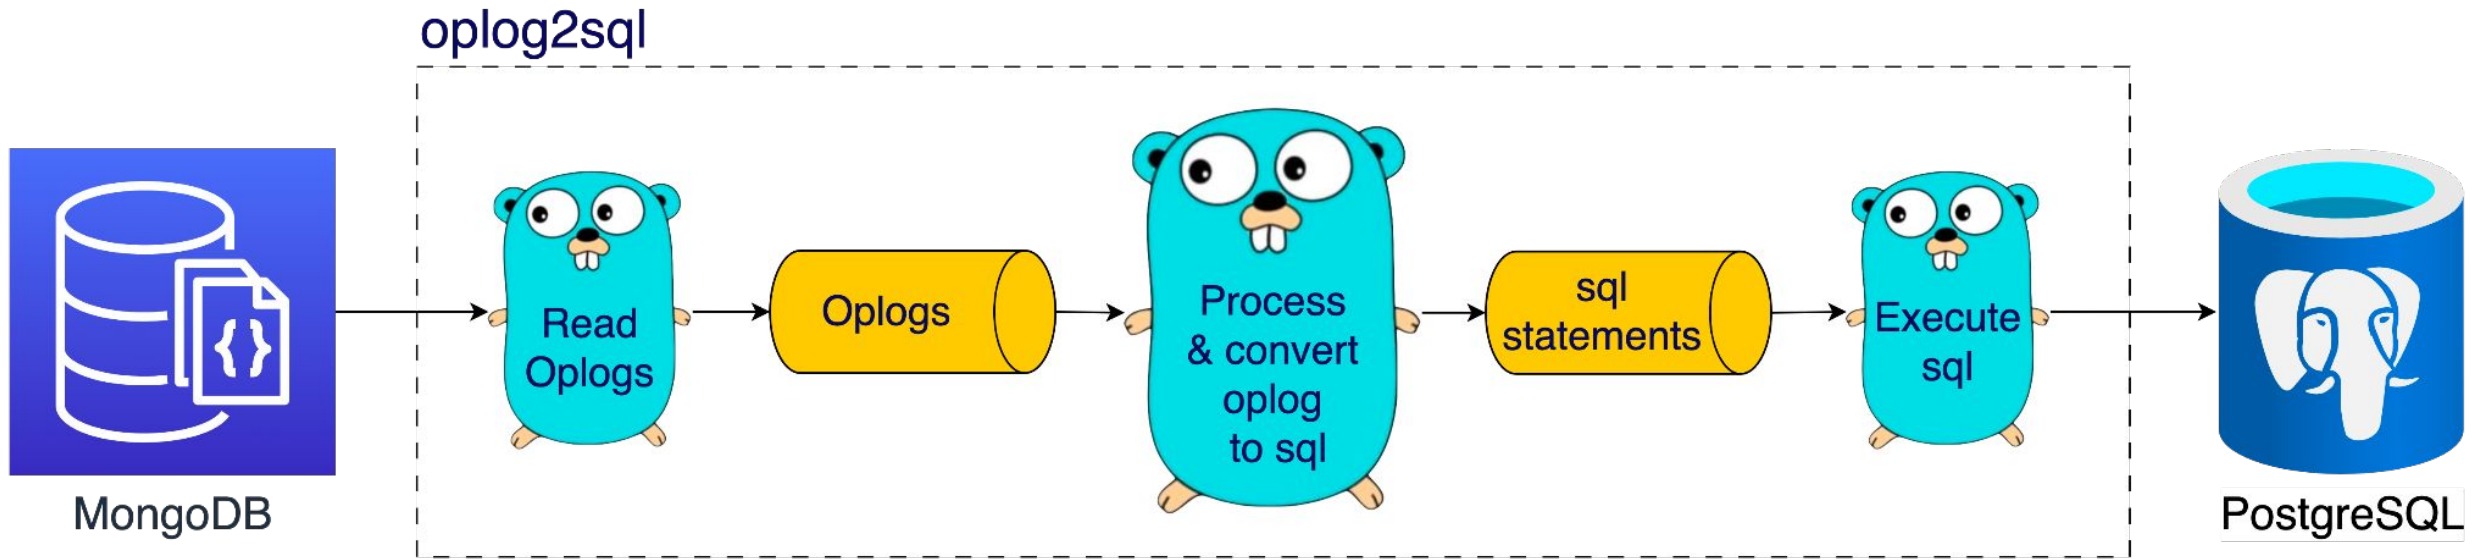 oplog2sql
MongoDB
Read
Oplogs
Oplogs
Process
& convert
oplog
to sql
sql
statements
Execute
sql
PostgreSQL
{}